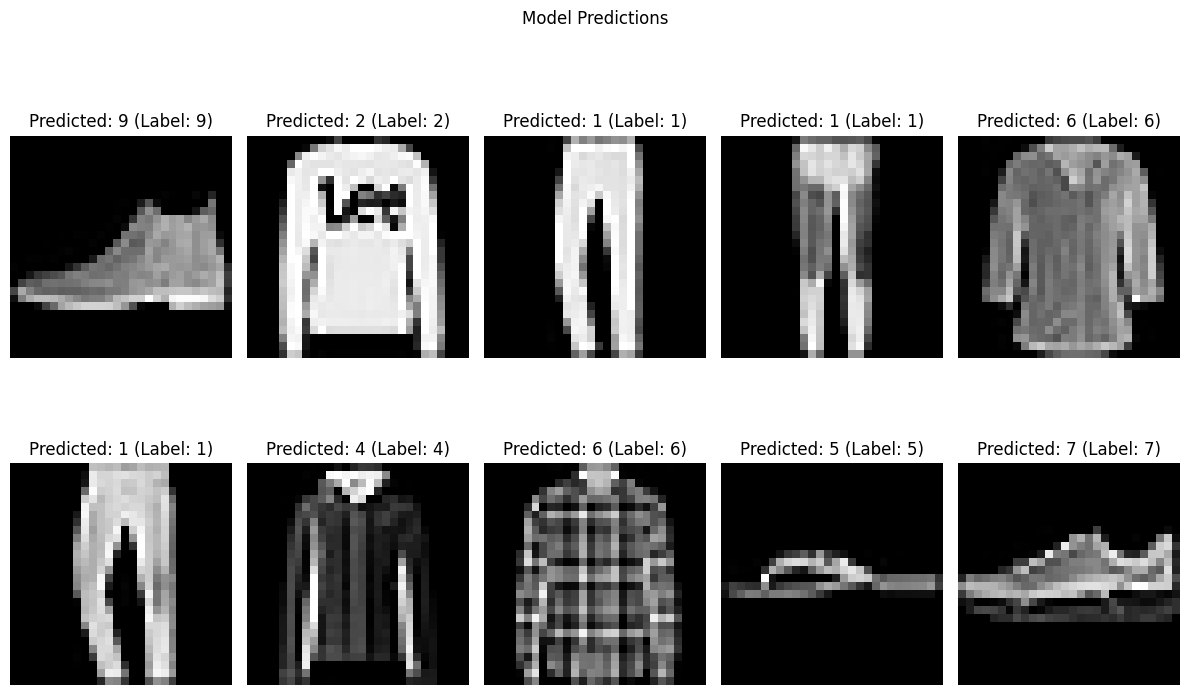 Model Predictions
Predicted: 9 (Label: 9)
Predicted: 2 (Label: 2)
Predicted: 1 (Label: 1)
Predicted: 1 (Label: 1)
Predicted: 6 (Label: 6)
Lee
Predicted: 1 (Label: 1)
Predicted: 4 (Label: 4)
Predicted: 6 (Label: 6)
Predicted: 5 (Label: 5)
Predicted: 7 (Label: 7)